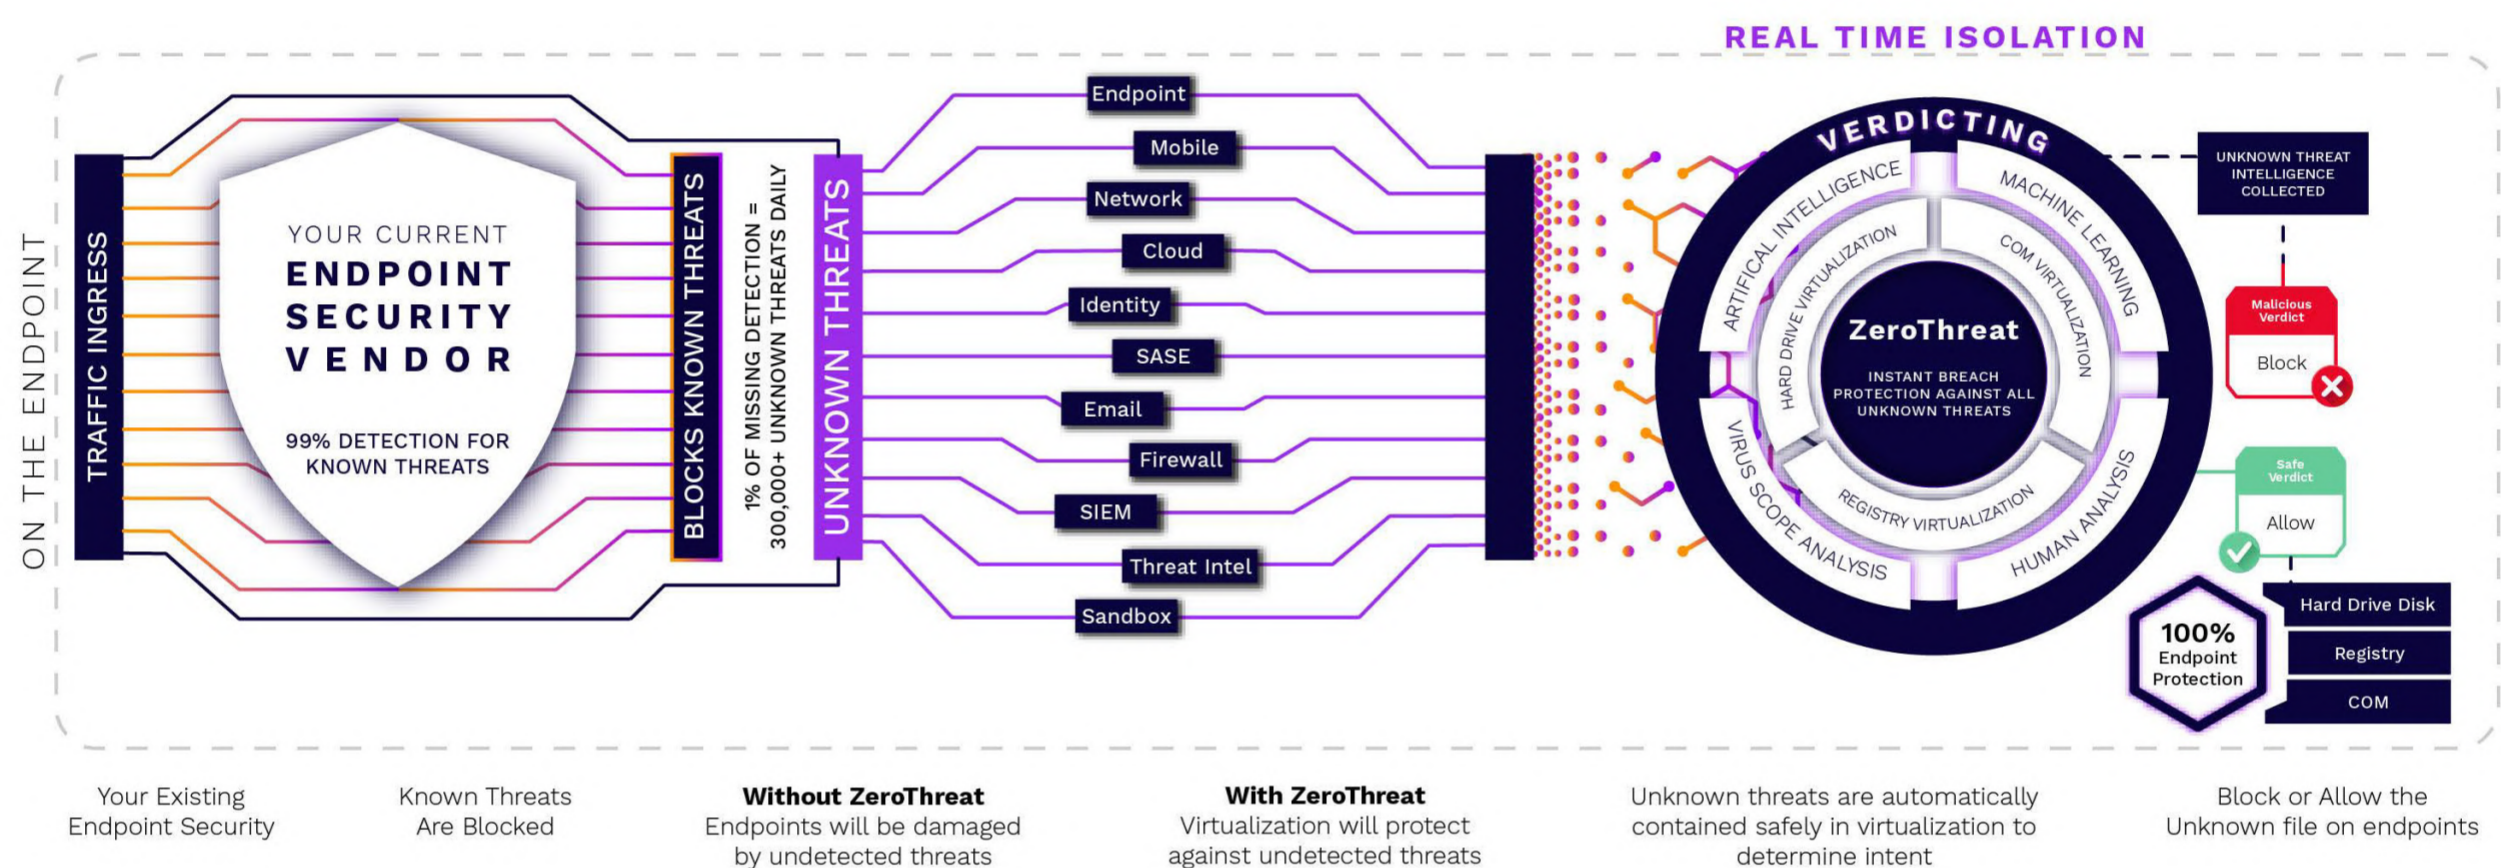 REAL TIME ISOLATION
ON THE ENDPOINT
TRAFFIC INGRESS
YOUR CURRENT
ENDPOINT
SECURITY
VENDOR
99% DETECTION FOR
KNOWN THREATS
BLOCKS KNOWN THREATS
1% OF MISSING DETECTION =
300,000+ UNKNOWN THREATS DAILY
UNKNOWN THREATS
Endpoint
Mobile
Network
Cloud
Identity
SASE
Email
Firewall
SIEM
Threat Intel
Sandbox
VERDICTING
ARTIFICAL INTELLIGENCE
MACHINE LEARNING
HARD DRIVE VIRTUALIZATION
COM VIRTUALIZATION
ZeroThreat
INSTANT BREACH
PROTECTION AGAINST ALL
UNKNOWN THREATS
REGISTRY VIRTUALIZATION
VIRUS SCOPE ANALYSIS
HUMAN ANALYSIS
UNKNOWN THREAT
INTELLIGENCE
COLLECTED
Malicious
Verdict
Block
Safe
Verdict
Allow
100%
Endpoint
Protection
Hard Drive Disk
Registry
COM
Your Existing
Endpoint Security
Known Threats
Are Blocked
Without ZeroThreat
Endpoints will be damaged
by undetected threats
With ZeroThreat
Virtualization will protect
against undetected threats
Unknown threats are automatically
contained safely in virtualization to
determine intent
Block or Allow the
Unknown file on endpoints